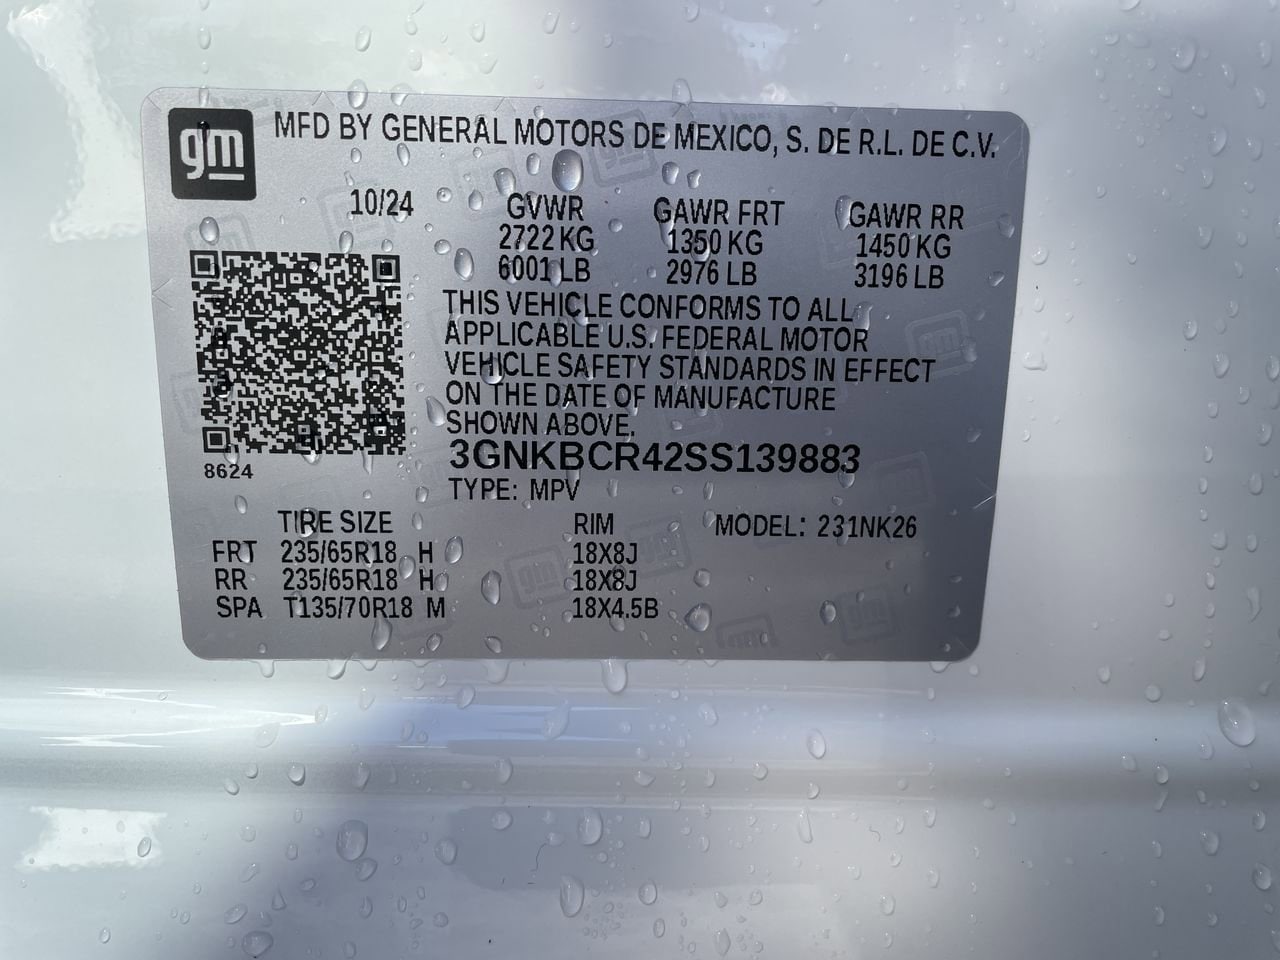 gm
MFD BY GENERAL MOTORS DE MEXICO, S. DE R.L. DE C.V.
10/24 GVWR GAWR FRT GAWR RR
2722 KG 1350 KG 1450 KG
6001 LB 2976 LB 3196 LB
THIS VEHICLE CONFORMS TO ALL
APPLICABLE U.S. FEDERAL MOTOR
VEHICLE SAFETY STANDARDS IN EFFECT
ON THE DATE OF MANUFACTURE
SHOWN ABOVE.
3GNKBCR42SS139883
8624
TYPE: MPV
TIRE SIZE RIM MODEL: 231NK26
FRT 235/65R18 H 18X8J
RR 235/65R18 H 18X8J
SPA T135/70R18 M 18X4.5B